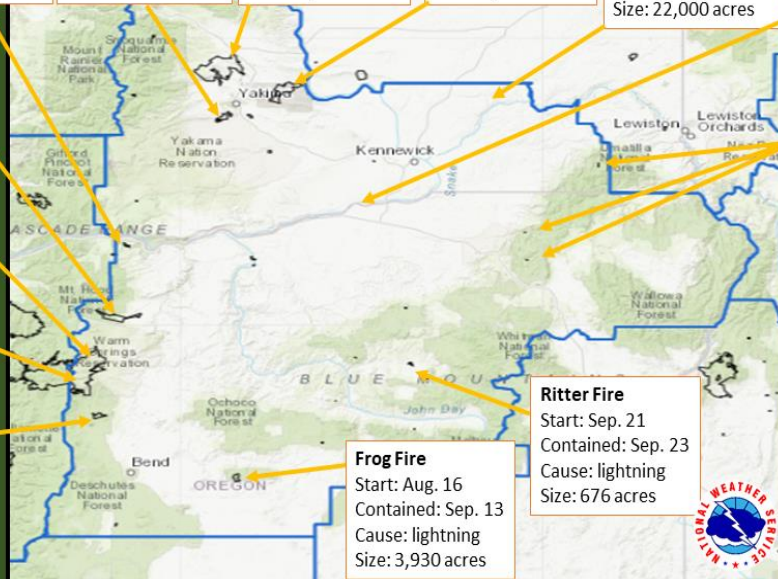 Size: 22,000 acres
Mount
Rainier
National
Park
Snoqualmie
National
Forest
Yakima
Yakama
Nation
Reservation
Kennewick
Snake
Lewiston
Lewiston
Orchards
Umatilla
National
Forest
Gifford
Pinchot
National
Forest
CASCADE RANGE
Mt Hood
National
Forest
Warm
Springs
Reservation
Wallowa
National
Forest
Whitman
National
Forest
BLUE MOUN
John Day
Ochoco
National
Forest
Bend
Deschutes
National
Forest
OREGON
Ritter Fire
Start: Sep. 21
Contained: Sep. 23
Cause: lightning
Size: 676 acres
Frog Fire
Start: Aug. 16
Contained: Sep. 13
Cause: lightning
Size: 3,930 acres
NATIONAL WEATHER SERVICE